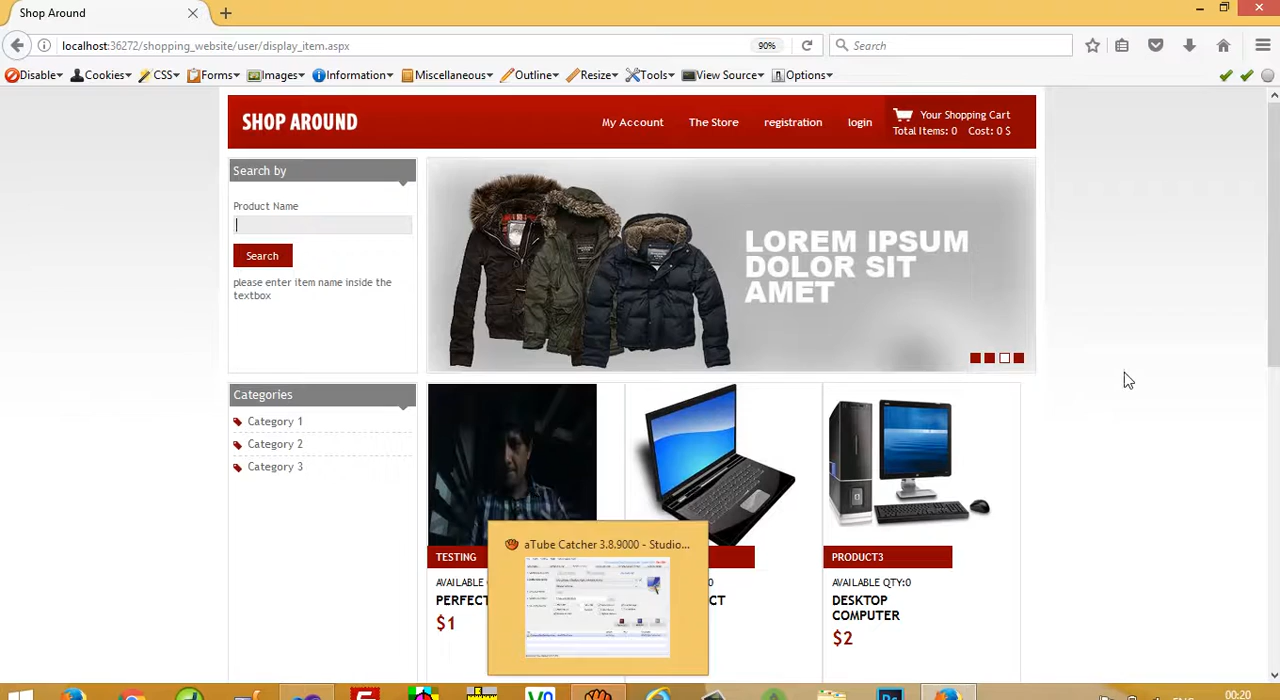 Shop Around
localhost:36272/shopping_website/user/display_item.aspx
90%
Search
Disable
Cookies
CSS
Forms
Images
Information
Miscellaneous
Outline
Resize
Tools
View Source
Options
SHOP AROUND
My Account
The Store
registration
login
Your Shopping Cart
Total Items: 0 Cost: 0 $
Search by
Product Name
Search
please enter item name inside the
textbox
LOREM IPSUM
DOLOR SIT
AMET
Categories
Category 1
Category 2
Category 3
aTube Catcher 3.8.9000 - Studio...
TESTING
PRODUCT3
AVAILABLE
AVAILABLE QTY:0
PERFECT
DESKTOP
COMPUTER
$1
$2
00:20